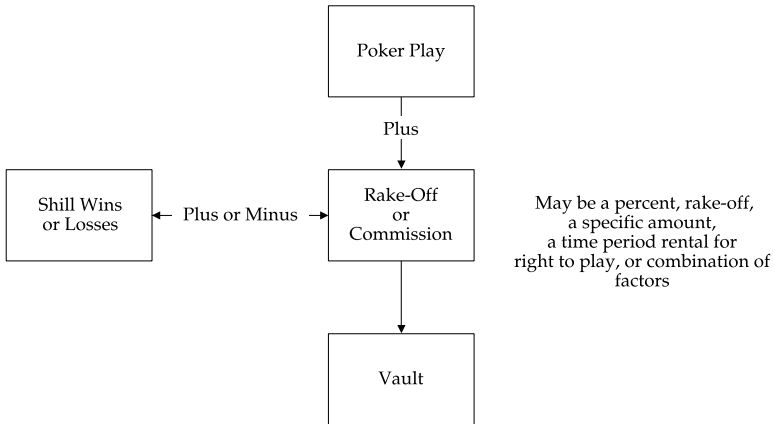 Poker Play
Plus
Shill Wins
or Losses
Plus or Minus
Rake-Off
or
Commission
May be a percent, rake-off,
a specific amount,
a time period rental for
right to play, or combination of
factors
Vault